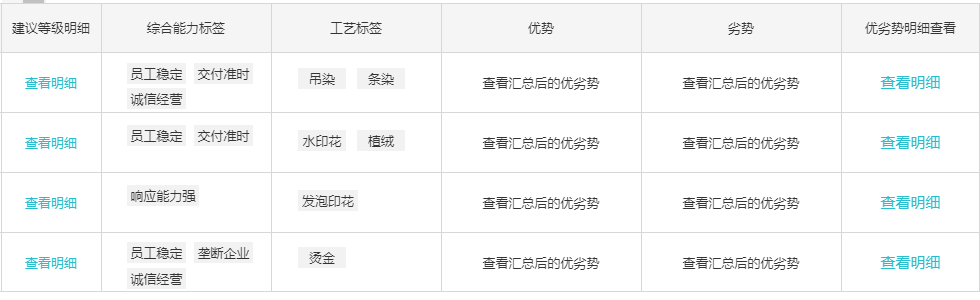 建议等级明细 综合能力标签 工艺标签 优势 劣势 优劣势明细查看
查看明细 员工稳定 交付准时 诚信经营 吊染 条染 查看汇总后的优劣势 查看汇总后的优劣势 查看明细
查看明细 员工稳定 交付准时 水印花 植绒 查看汇总后的优劣势 查看汇总后的优劣势 查看明细
查看明细 响应能力强 发泡印花 查看汇总后的优劣势 查看汇总后的优劣势 查看明细
查看明细 员工稳定 垄断企业 诚信经营 烫金 查看汇总后的优劣势 查看汇总后的优劣势 查看明细